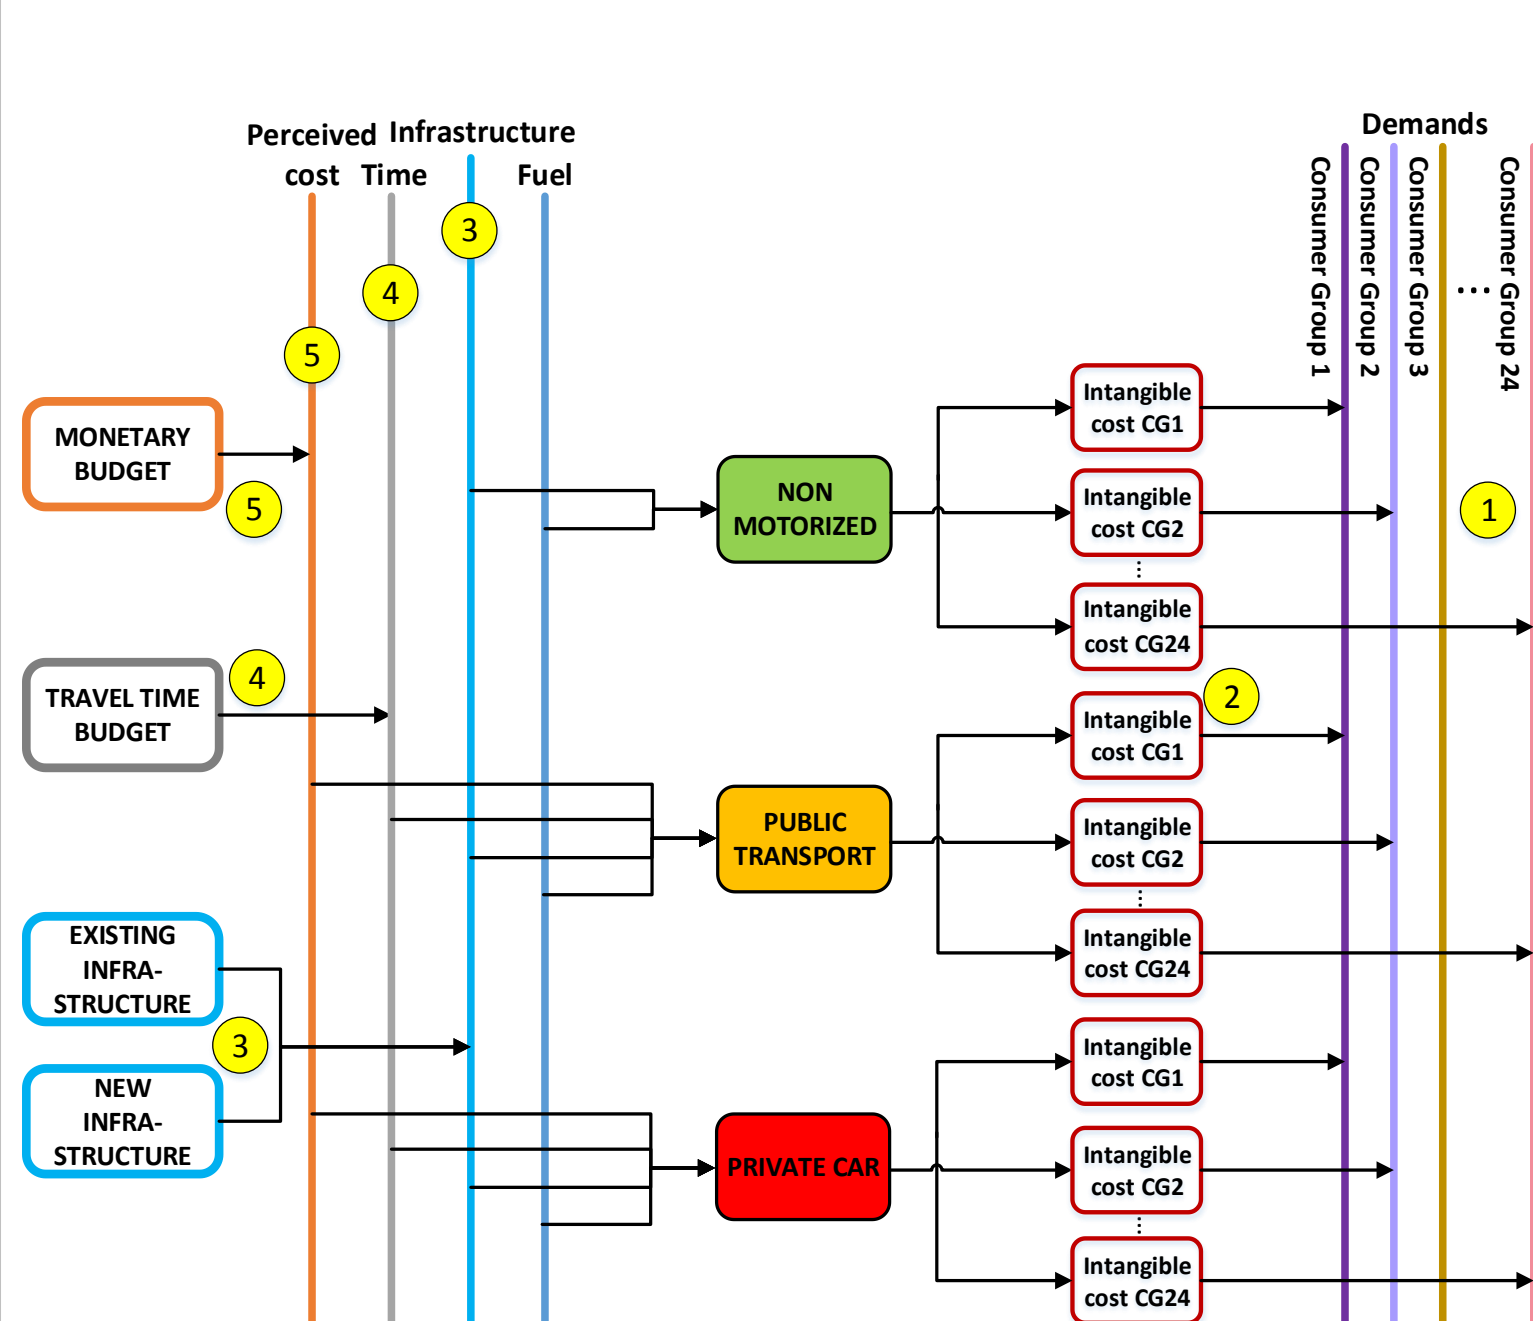 Demands
Perceived
cost
Time
Infrastructure
Fuel
Consumer Group 1
Consumer Group 2
Consumer Group 3
...
Consumer Group 24
3
4
5
MONETARY
BUDGET
5
TRAVEL TIME
BUDGET
4
EXISTING
INFRA-
STRUCTURE
3
NEW
INFRA-
STRUCTURE
NON
MOTORIZED
Intangible
cost CG1
Intangible
cost CG2
Intangible
cost CG24
1
PUBLIC
TRANSPORT
Intangible
cost CG1
2
Intangible
cost CG2
Intangible
cost CG24
PRIVATE CAR
Intangible
cost CG1
Intangible
cost CG2
Intangible
cost CG24